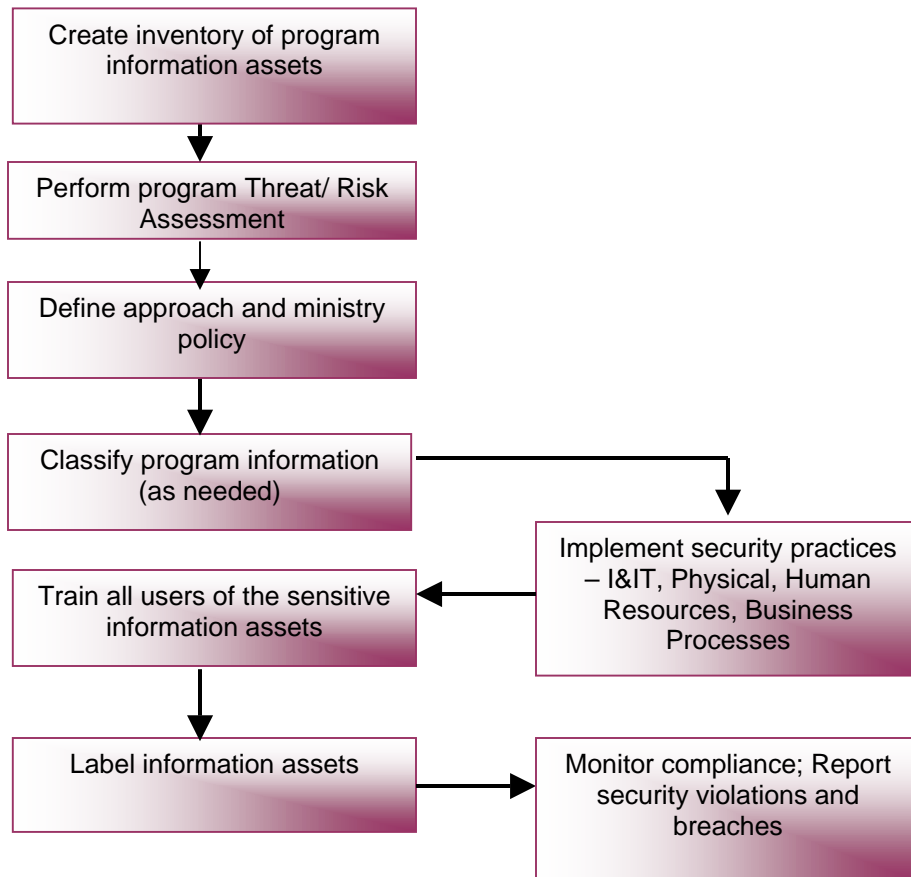 Create inventory of program
information assets
Perform program Threat/ Risk
Assessment
Define approach and ministry
policy
Classify program information
(as needed)
Implement security practices
– I&IT, Physical, Human
Resources, Business
Processes
Train all users of the sensitive
information assets
Label information assets
Monitor compliance; Report
security violations and
breaches